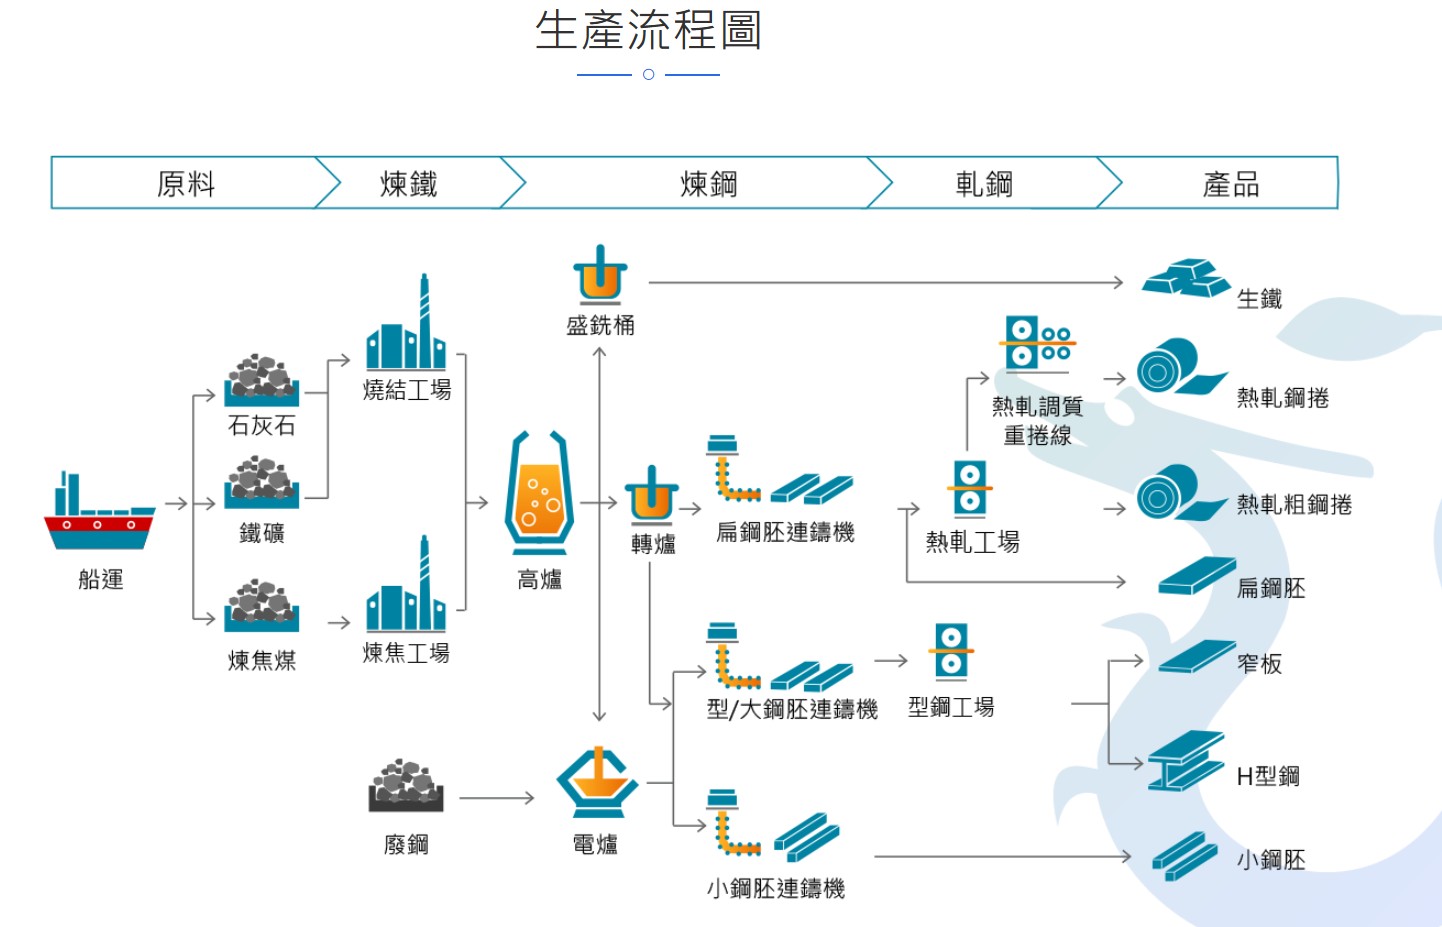 生產流程圖
原料
煉鐵
煉鋼
軋鋼
產品
盛銑桶
生鐵
燒結工場
石灰石
熱軋調質
重捲線
熱軋鋼捲
鐵礦
船運
高爐
轉爐
扁鋼胚連鑄機
熱軋工場
熱軋粗鋼捲
扁鋼胚
煉焦煤
煉焦工場
型/大鋼胚連鑄機
型鋼工場
窄板
H型鋼
廢鋼
電爐
小鋼胚連鑄機
小鋼胚